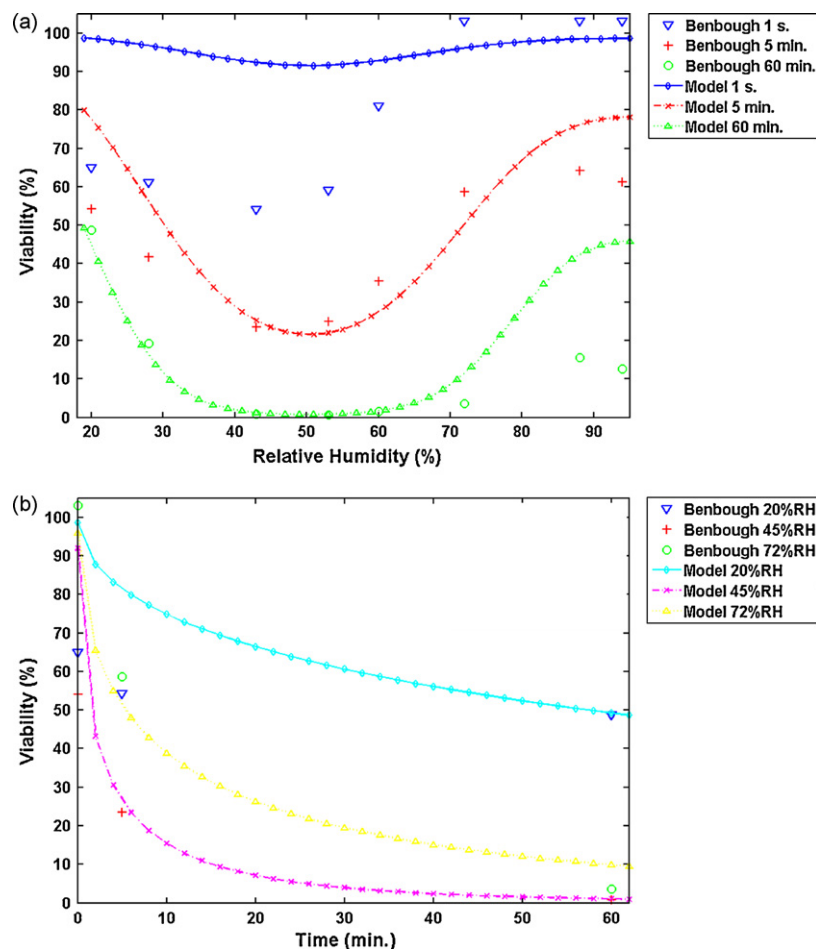 (a)
100
90
80
70
60
50
40
30
20
10
0
Viability (%)
20 30 40 50 60 70 80 90
Relative Humidity (%)
Benbough 1 s.
Benbough 5 min.
Benbough 60 min.
Model 1 s.
Model 5 min.
Model 60 min.
(b)
100
90
80
70
60
50
40
30
20
10
0
Viability (%)
0 10 20 30 40 50 60
Time (min.)
Benbough 20%RH
Benbough 45%RH
Benbough 72%RH
Model 20%RH
Model 45%RH
Model 72%RH